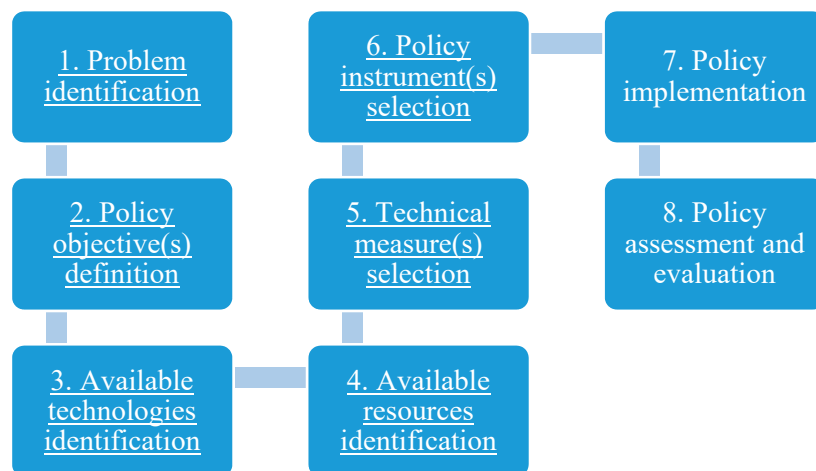 1. Problem
identification
2. Policy
objective(s)
definition
3. Available
technologies
identification
4. Available
resources
identification
5. Technical
measure(s)
selection
6. Policy
instrument(s)
selection
7. Policy
implementation
8. Policy
assessment and
evaluation